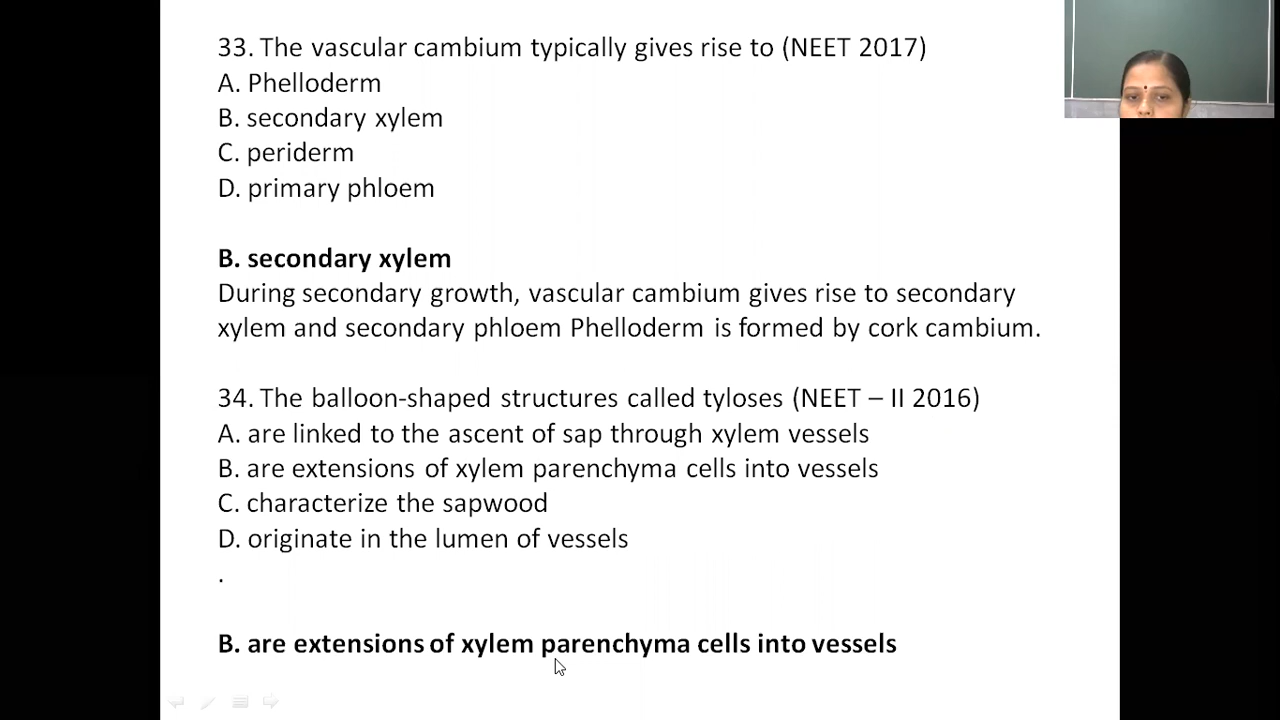 33. The vascular cambium typically gives rise to (NEET 2017)
A. Phelloderm
B. secondary xylem
C. periderm
D. primary phloem
B. secondary xylem
During secondary growth, vascular cambium gives rise to secondary
xylem and secondary phloem Phelloderm is formed by cork cambium.
34. The balloon-shaped structures called tyloses (NEET – II 2016)
A. are linked to the ascent of sap through xylem vessels
B. are extensions of xylem parenchyma cells into vessels
C. characterize the sapwood
D. originate in the lumen of vessels
.
B. are extensions of xylem parenchyma cells into vessels